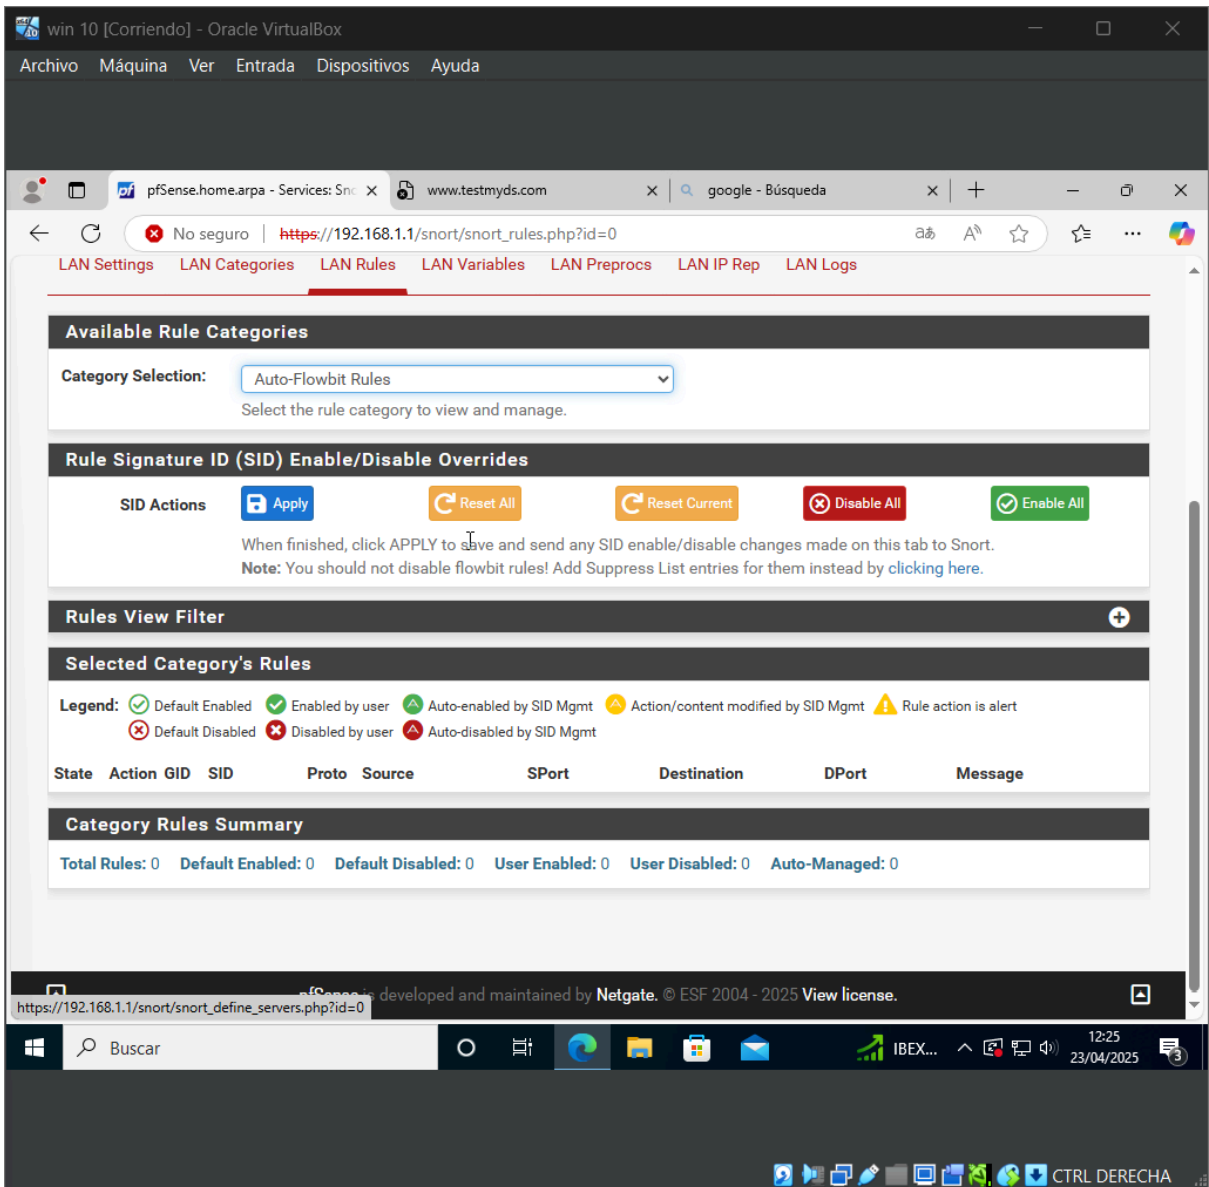 win 10 [Corriendo] - Oracle VirtualBox
Archivo Máquina Ver Entrada Dispositivos Ayuda
pfSense.home.arpa - Services: Sno
www.testmyds.com
google - Búsqueda
No seguro https://192.168.1.1/snort/snort_rules.php?id=0
LAN Settings LAN Categories LAN Rules LAN Variables LAN Preprocs LAN IP Rep LAN Logs
Available Rule Categories
Category Selection: Auto-Flowbit Rules
Select the rule category to view and manage.
Rule Signature ID (SID) Enable/Disable Overrides
SID Actions Apply Reset All Reset Current Disable All Enable All
When finished, click APPLY to save and send any SID enable/disable changes made on this tab to Snort.
Note: You should not disable flowbit rules! Add Suppress List entries for them instead by clicking here.
Rules View Filter
Selected Category's Rules
Legend: Default Enabled Enabled by user Auto-enabled by SID Mgmt Action/content modified by SID Mgmt Rule action is alert
Default Disabled Disabled by user Auto-disabled by SID Mgmt
State Action GID SID Proto Source SPort Destination DPort Message
Category Rules Summary
Total Rules: 0 Default Enabled: 0 Default Disabled: 0 User Enabled: 0 User Disabled: 0 Auto-Managed: 0
pfSense is developed and maintained by Netgate. © ESF 2004 - 2025 View license.
https://192.168.1.1/snort/snort_define_servers.php?id=0
Buscar
IBEX...
12:25
23/04/2025
3
CTRL DERECHA